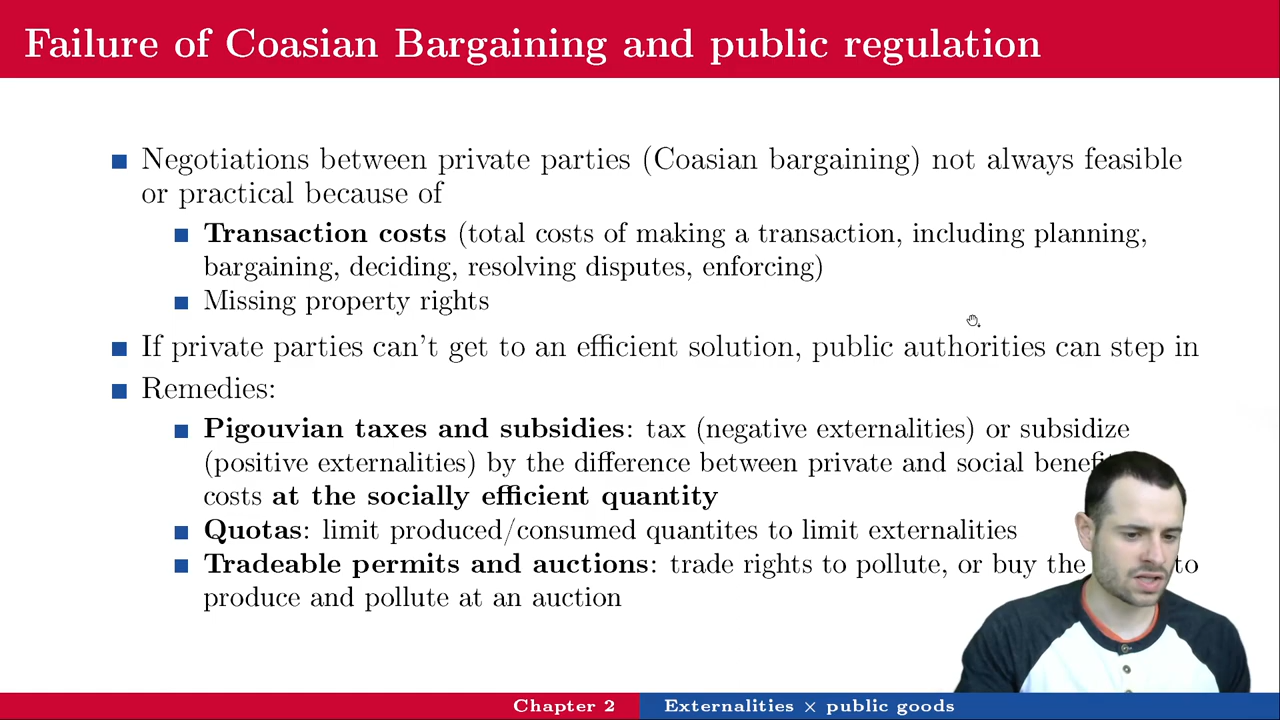 Failure of Coasian Bargaining and public regulation
Negotiations between private parties (Coasian bargaining) not always feasible
or practical because of
Transaction costs (total costs of making a transaction, including planning,
bargaining, deciding, resolving disputes, enforcing)
Missing property rights
If private parties can't get to an efficient solution, public authorities can step in
Remedies:
Pigouvian taxes and subsidies: tax (negative externalities) or subsidize
(positive externalities) by the difference between private and social
costs at the socially efficient quantity
Quotas: limit produced/consumed quantites to limit externalities
Tradeable permits and auctions: trade rights to pollute, or buy the to
produce and pollute at an auction
Chapter 2
Externalities × public goods